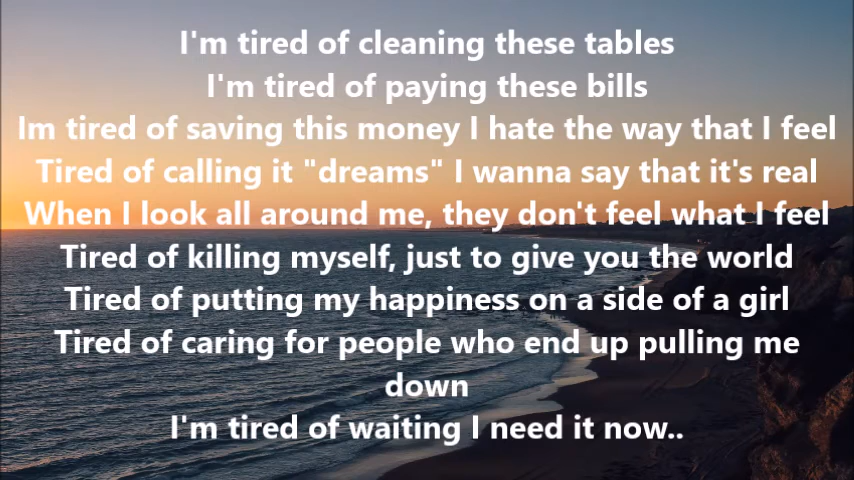 I'm tired of cleaning these tables
I'm tired of paying these bills
Im tired of saving this money I hate the way that I feel
Tired of calling it "dreams" I wanna say that it's real
When I look all around me, they don't feel what I feel
Tired of killing myself, just to give you the world
Tired of putting my happiness on a side of a girl
Tired of caring for people who end up pulling me
down
I'm tired of waiting I need it now..